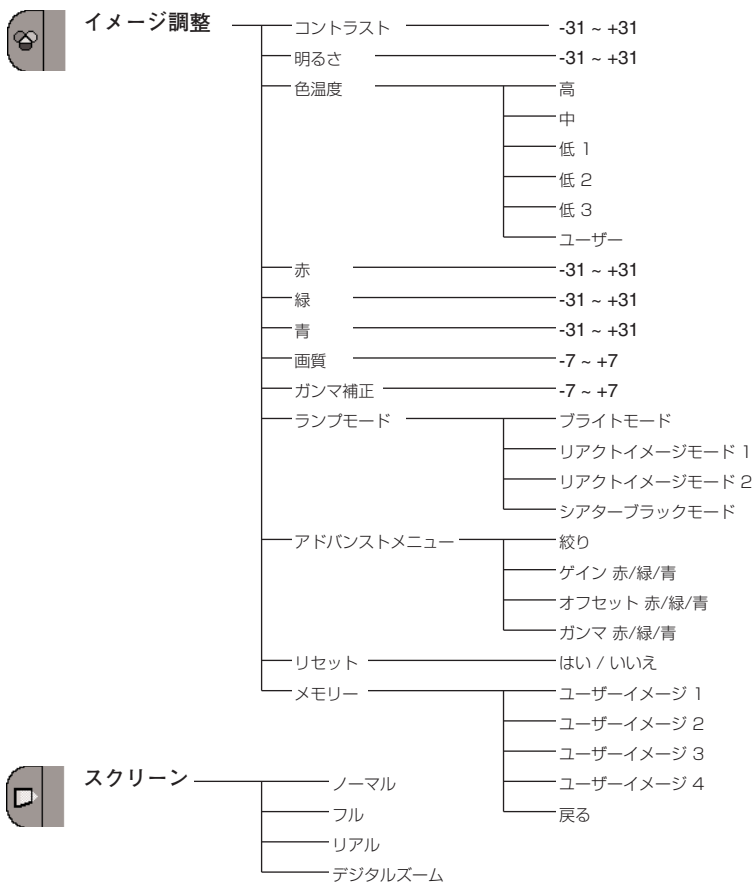 イメージ調整
コントラスト -31 ~ +31
明るさ -31 ~ +31
色温度 高
中
低 1
低 2
低 3
ユーザー
赤 -31 ~ +31
緑 -31 ~ +31
青 -31 ~ +31
画質 -7 ~ +7
ガンマ補正 -7 ~ +7
ランプモード ブライトモード
リアクトイメージモード 1
リアクトイメージモード 2
シアターブラックモード
アドバンストメニュー 絞り
ゲイン 赤/緑/青
オフセット 赤/緑/青
ガンマ 赤/緑/青
リセット はい / いいえ
メモリー ユーザーイメージ 1
ユーザーイメージ 2
ユーザーイメージ 3
ユーザーイメージ 4
戻る
スクリーン
ノーマル
フル
リアル
デジタルズーム